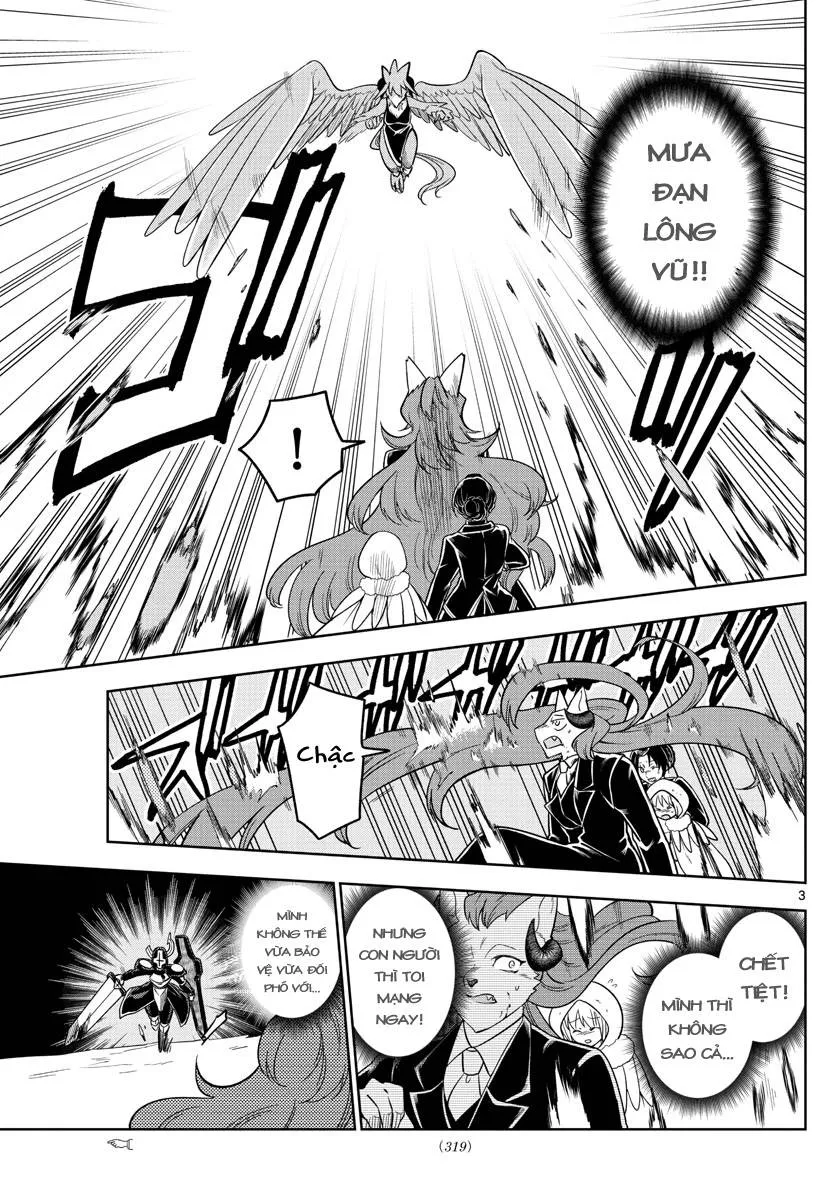 MƯA
ĐẠN
LÔNG
VŨ!!
!
Chậc
3
CHẾT
TIỆT!
MÌNH THÌ
KHÔNG
SAO CẢ...
NHƯNG
CON NGƯỜI
THÌ TOI
MẠNG
NGAY!
MÌNH
KHÔNG THỂ
VỪA BẢO
VỆ VỪA ĐỐI
PHÓ VỚI...
(319)